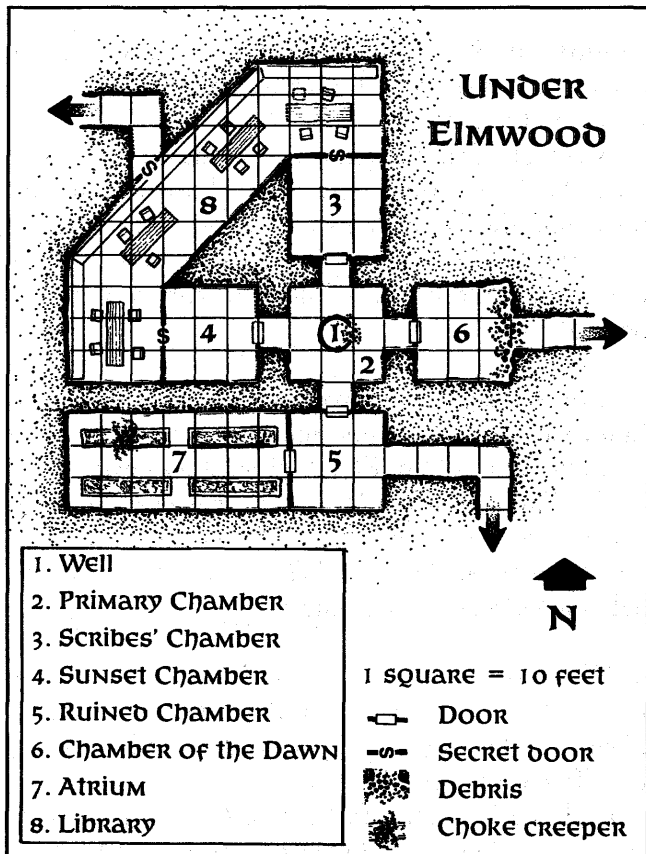 Under
Elmwood
S
S
8
3
S
4
1
6
2
7
5
1. Well
2. Primary Chamber
3. Scribes' Chamber
4. Sunset Chamber
5. Ruined Chamber
6. Chamber of the Dawn
7. Atrium
8. Library
N
1 square = 10 feet
Door
S Secret door
Debris
Choke creeper